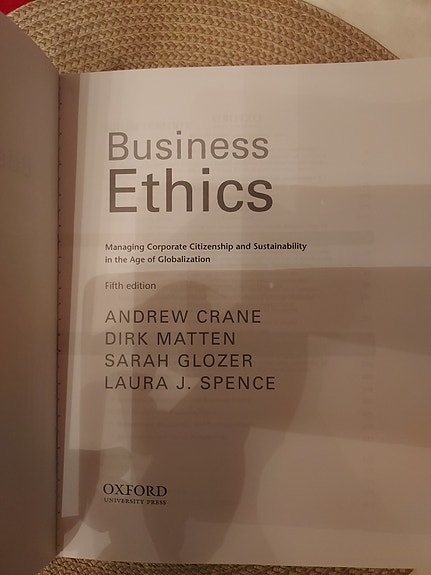 Business
Ethics
Managing Corporate Citizenship and Sustainability
in the Age of Globalization
Fifth edition
ANDREW CRANE
DIRK MATTEN
SARAH GLOZER
LAURA J. SPENCE
OXFORD
UNIVERSITY PRESS